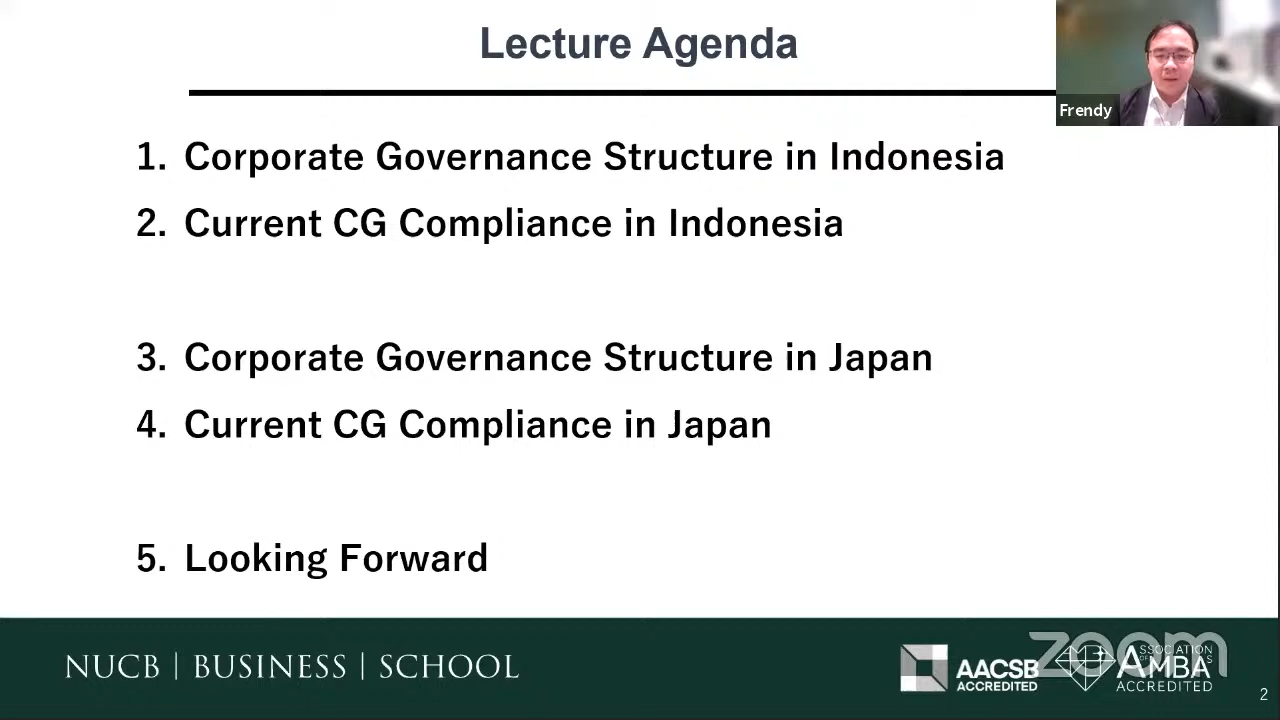 Lecture Agenda
Frendy
1. Corporate Governance Structure in Indonesia
2. Current CG Compliance in Indonesia
3. Corporate Governance Structure in Japan
4. Current CG Compliance in Japan
5. Looking Forward
NUCB | BUSINESS | SCHOOL
AACSB
ACCREDITED
zoom
ASSOCIATION
AMBA
ACCREDITED
2